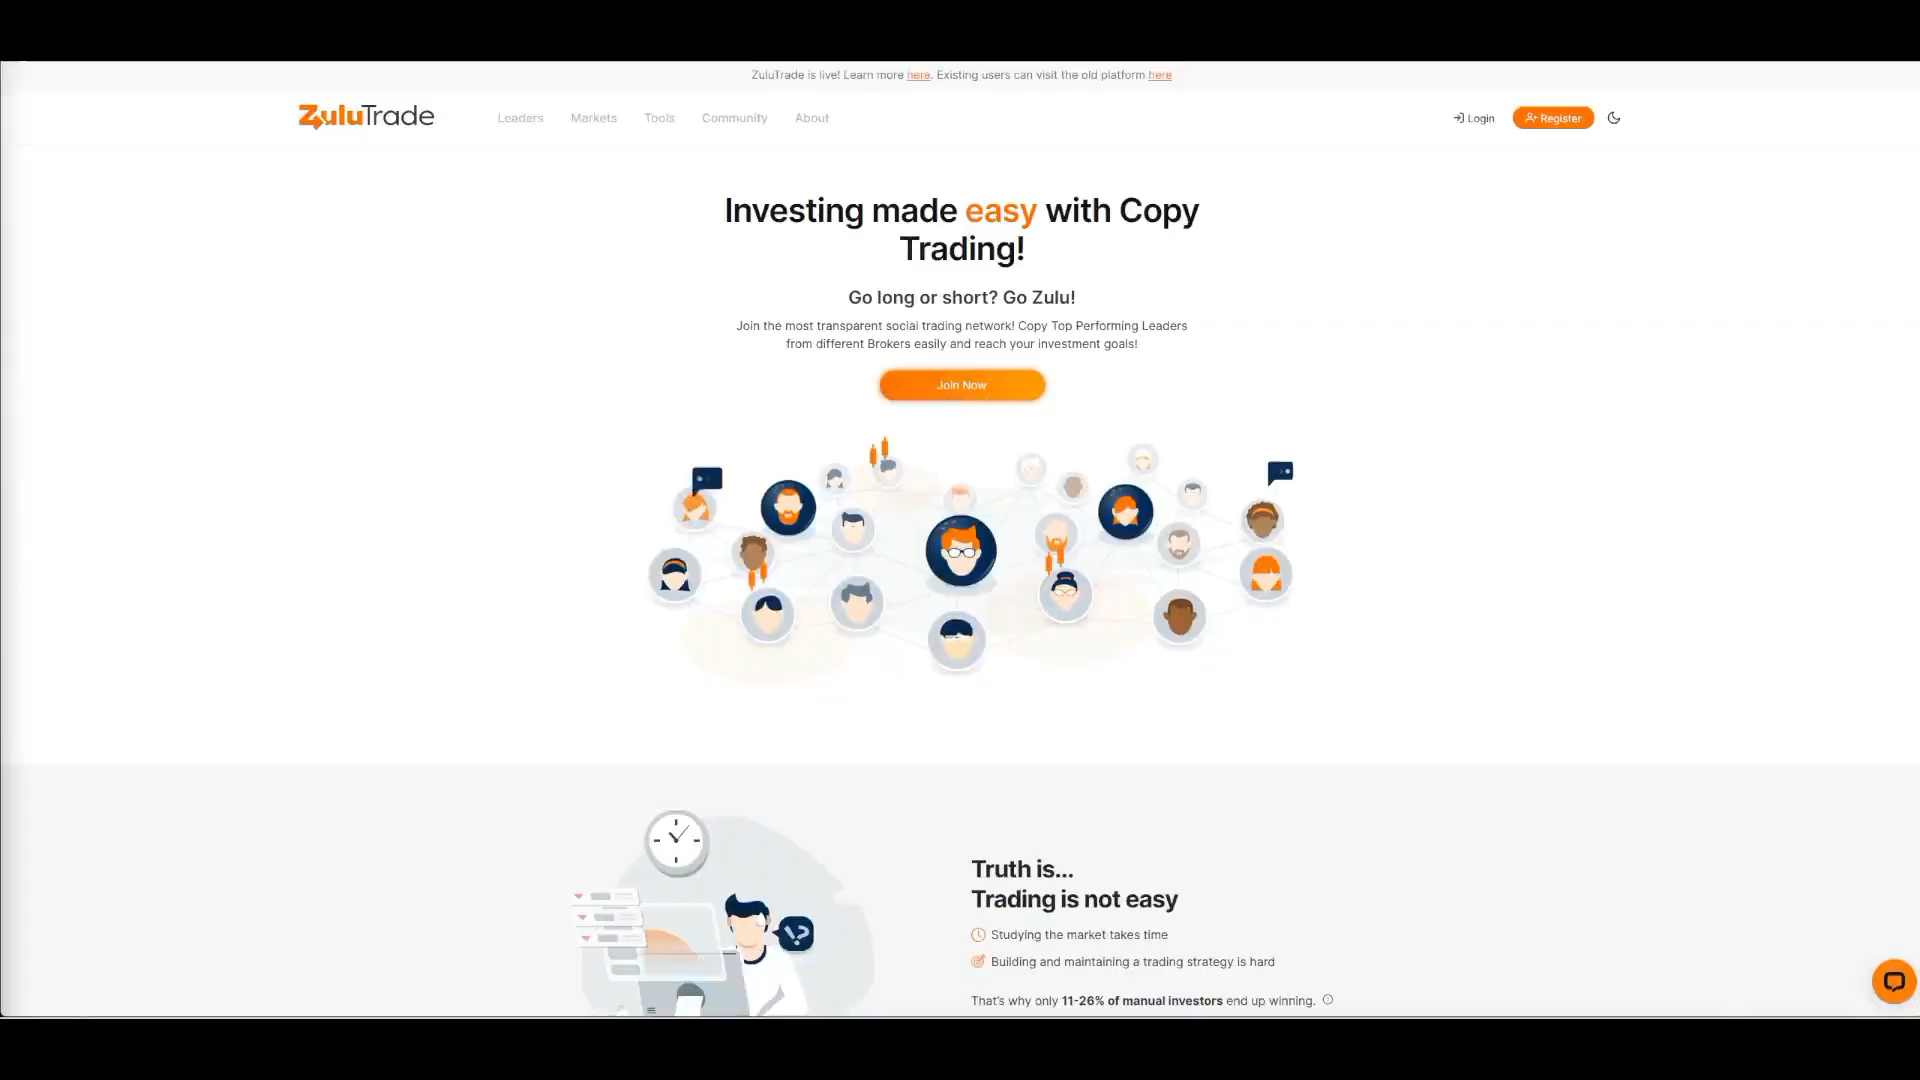 ZuluTrade is live! Learn more here. Existing users can visit the old platform here
ZuluTrade
Leaders
Markets
Tools
Community
About
Login
Register
Investing made easy with Copy
Trading!
Go long or short? Go Zulu!
Join the most transparent social trading network! Copy Top Performing Leaders
from different Brokers easily and reach your investment goals!
Join Now
Truth is...
Trading is not easy
Studying the market takes time
Building and maintaining a trading strategy is hard
That's why only 11-26% of manual investors end up winning.